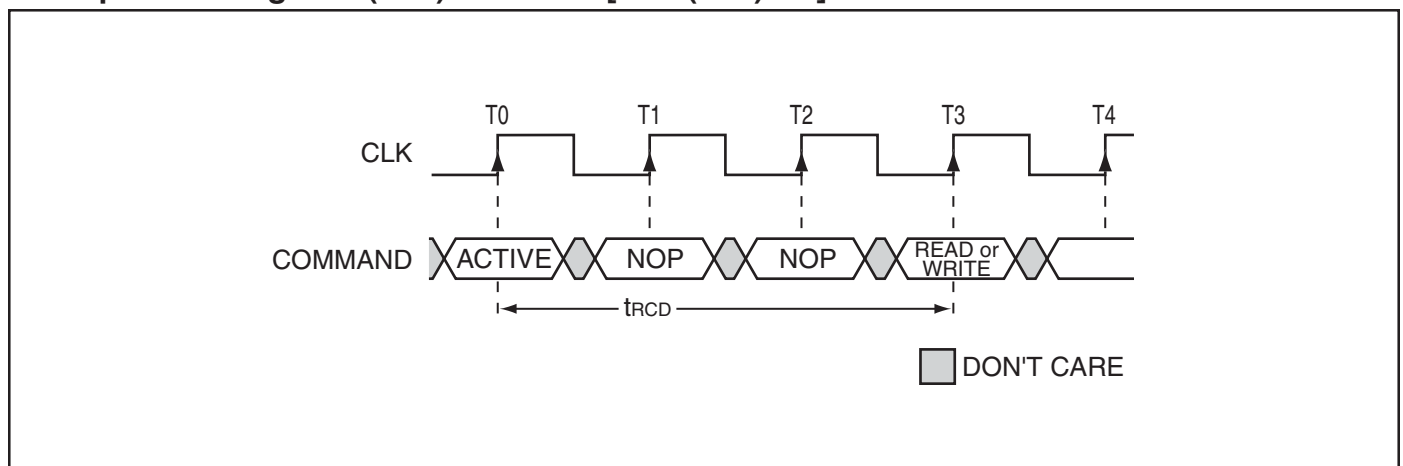 T0 T1 T2 T3 T4
CLK
COMMAND ACTIVE NOP NOP READ or
WRITE
tRCD
DON'T CARE